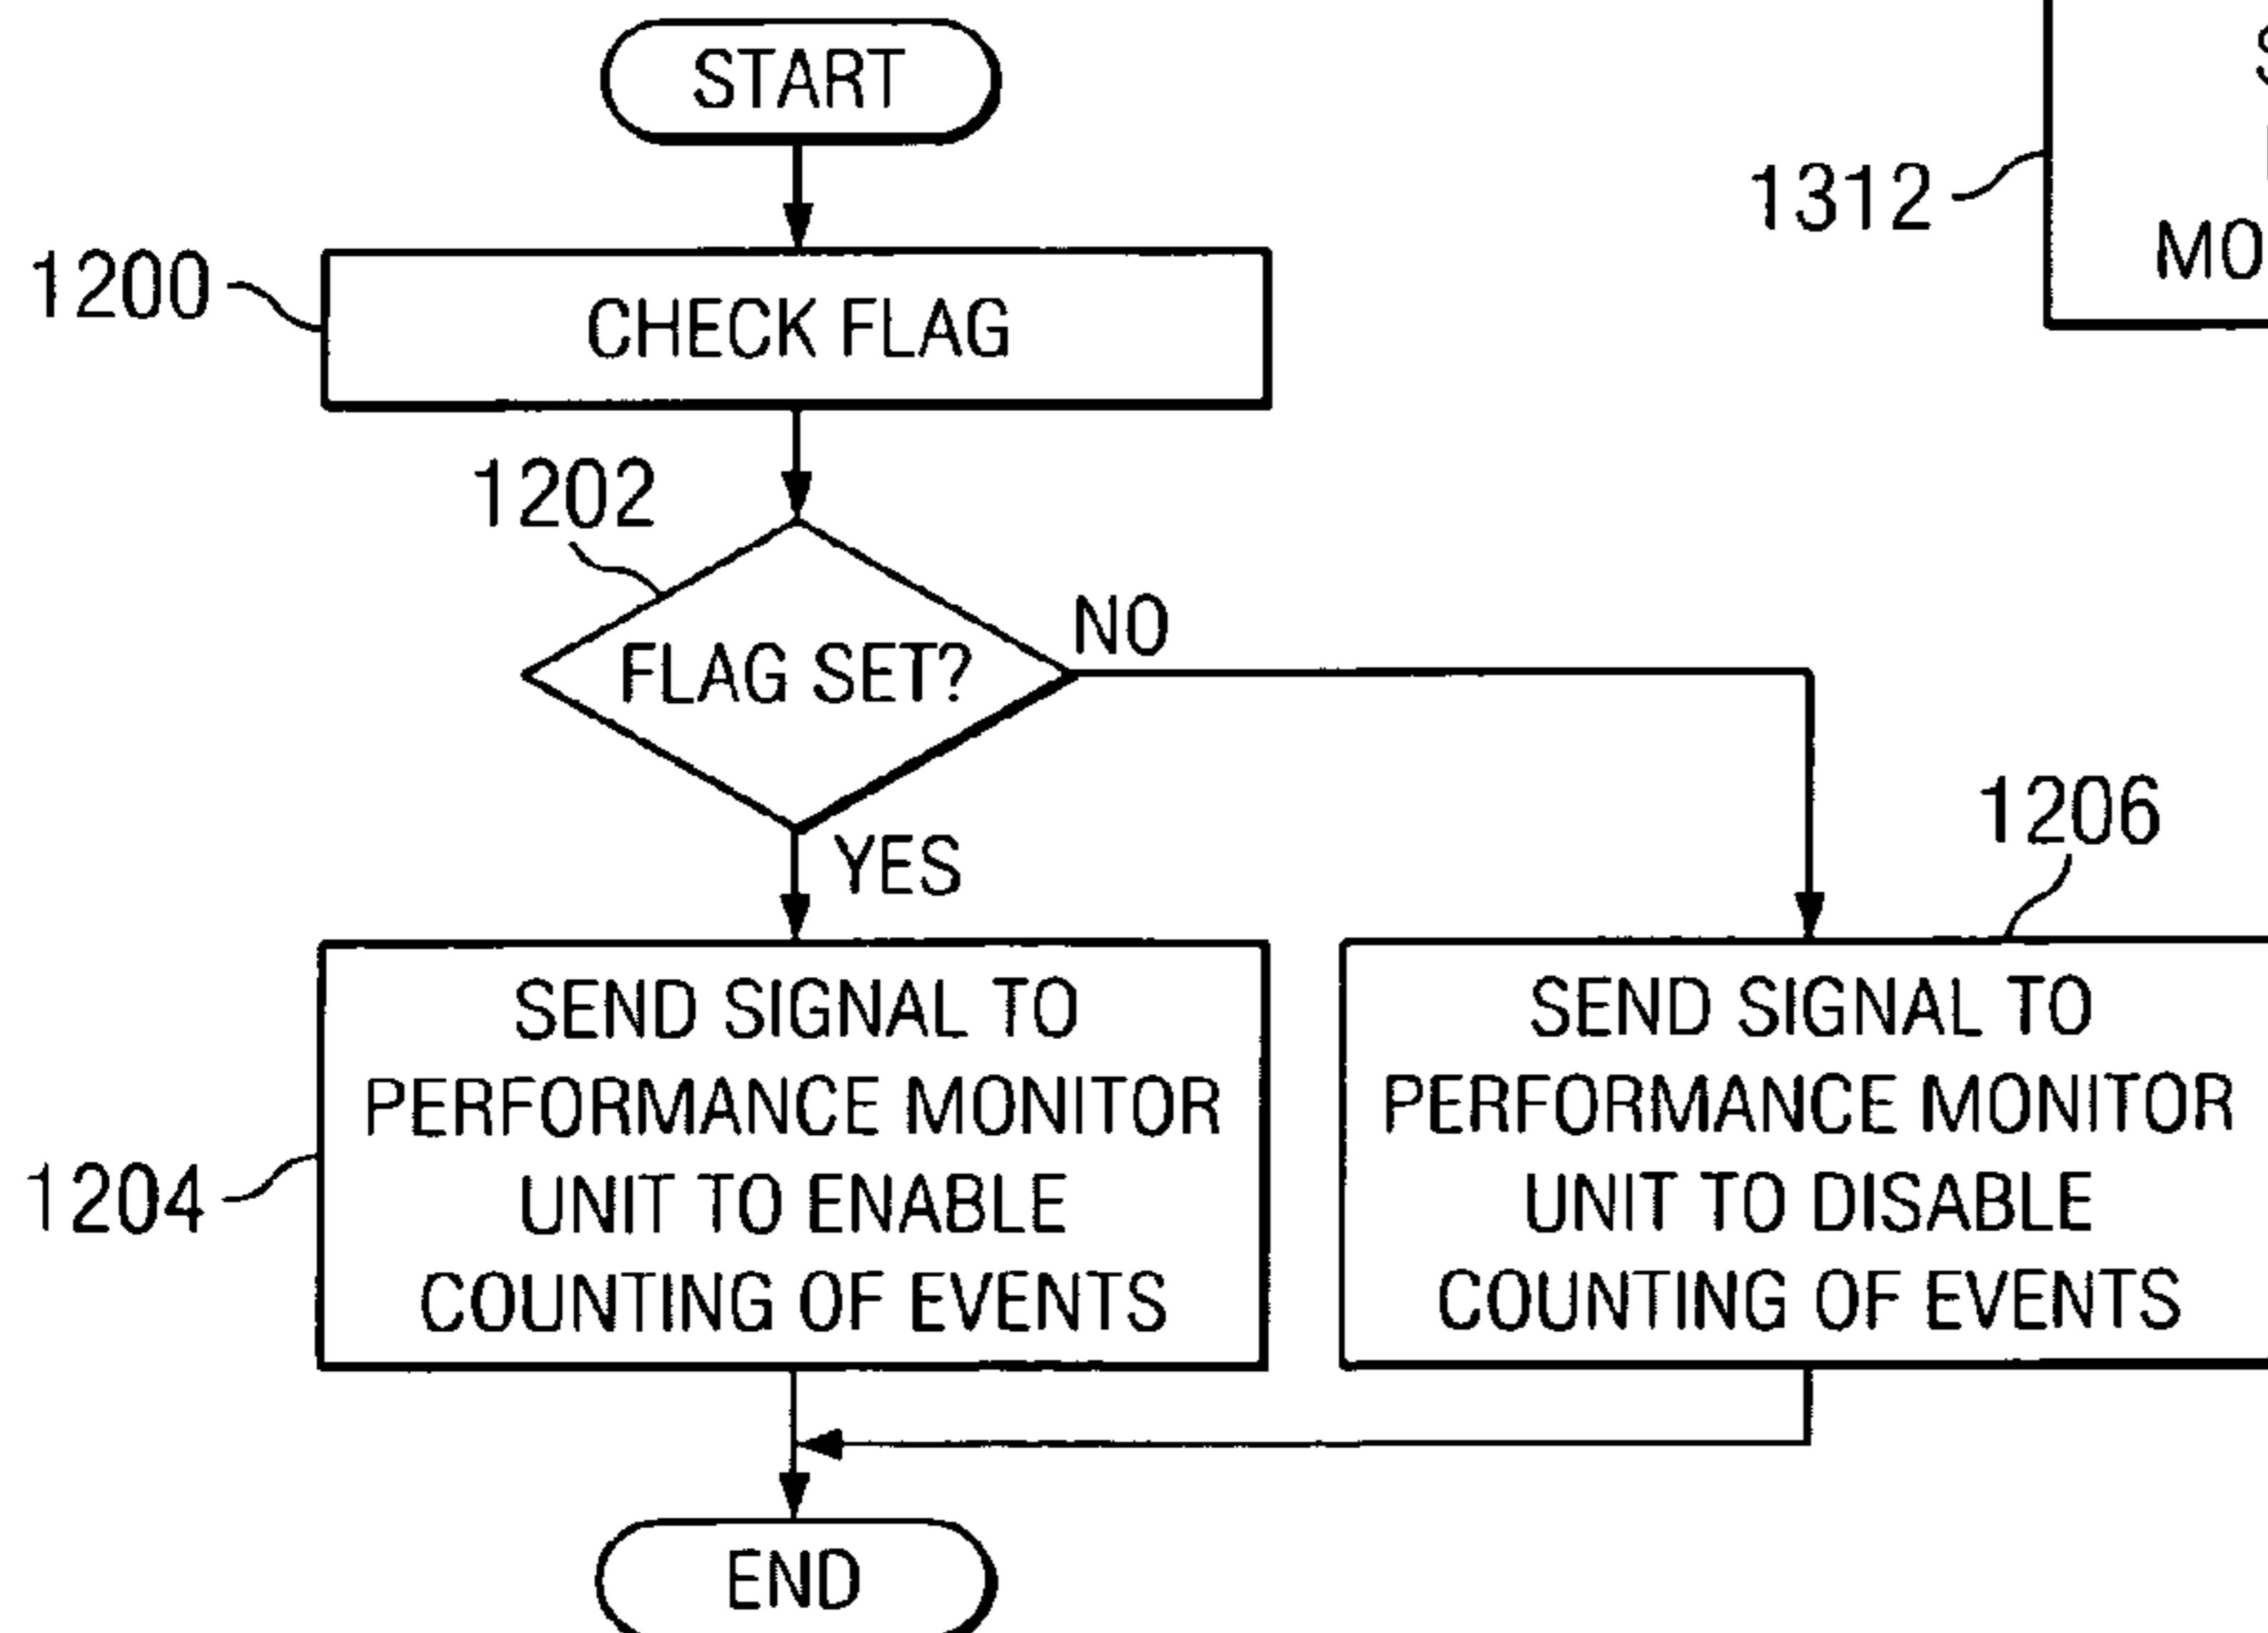 START
1200
CHECK FLAG
1202
FLAG SET?
NO
YES
1204
SEND SIGNAL TO
PERFORMANCE MONITOR
UNIT TO ENABLE
COUNTING OF EVENTS
1206
SEND SIGNAL TO
PERFORMANCE MONITOR
UNIT TO DISABLE
COUNTING OF EVENTS
END
1312